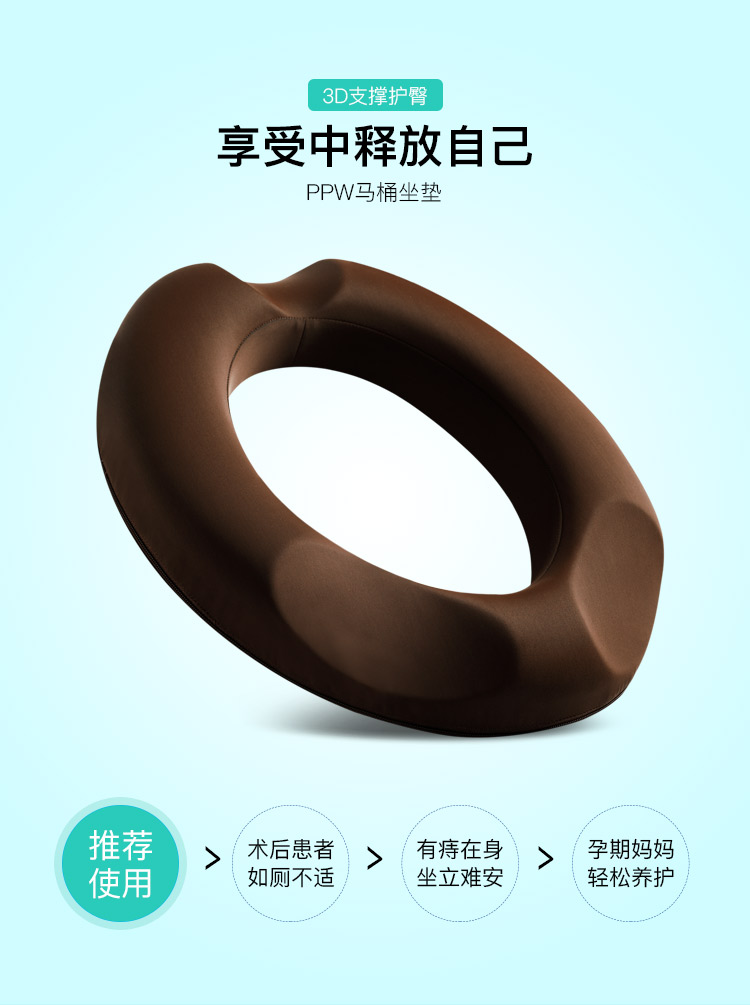 3D支撑护臀
享受中释放自己
PPW马桶坐垫
推荐
使用
>
术后患者
如厕不适
>
有痔在身
坐立难安
>
孕期妈妈
轻松养护